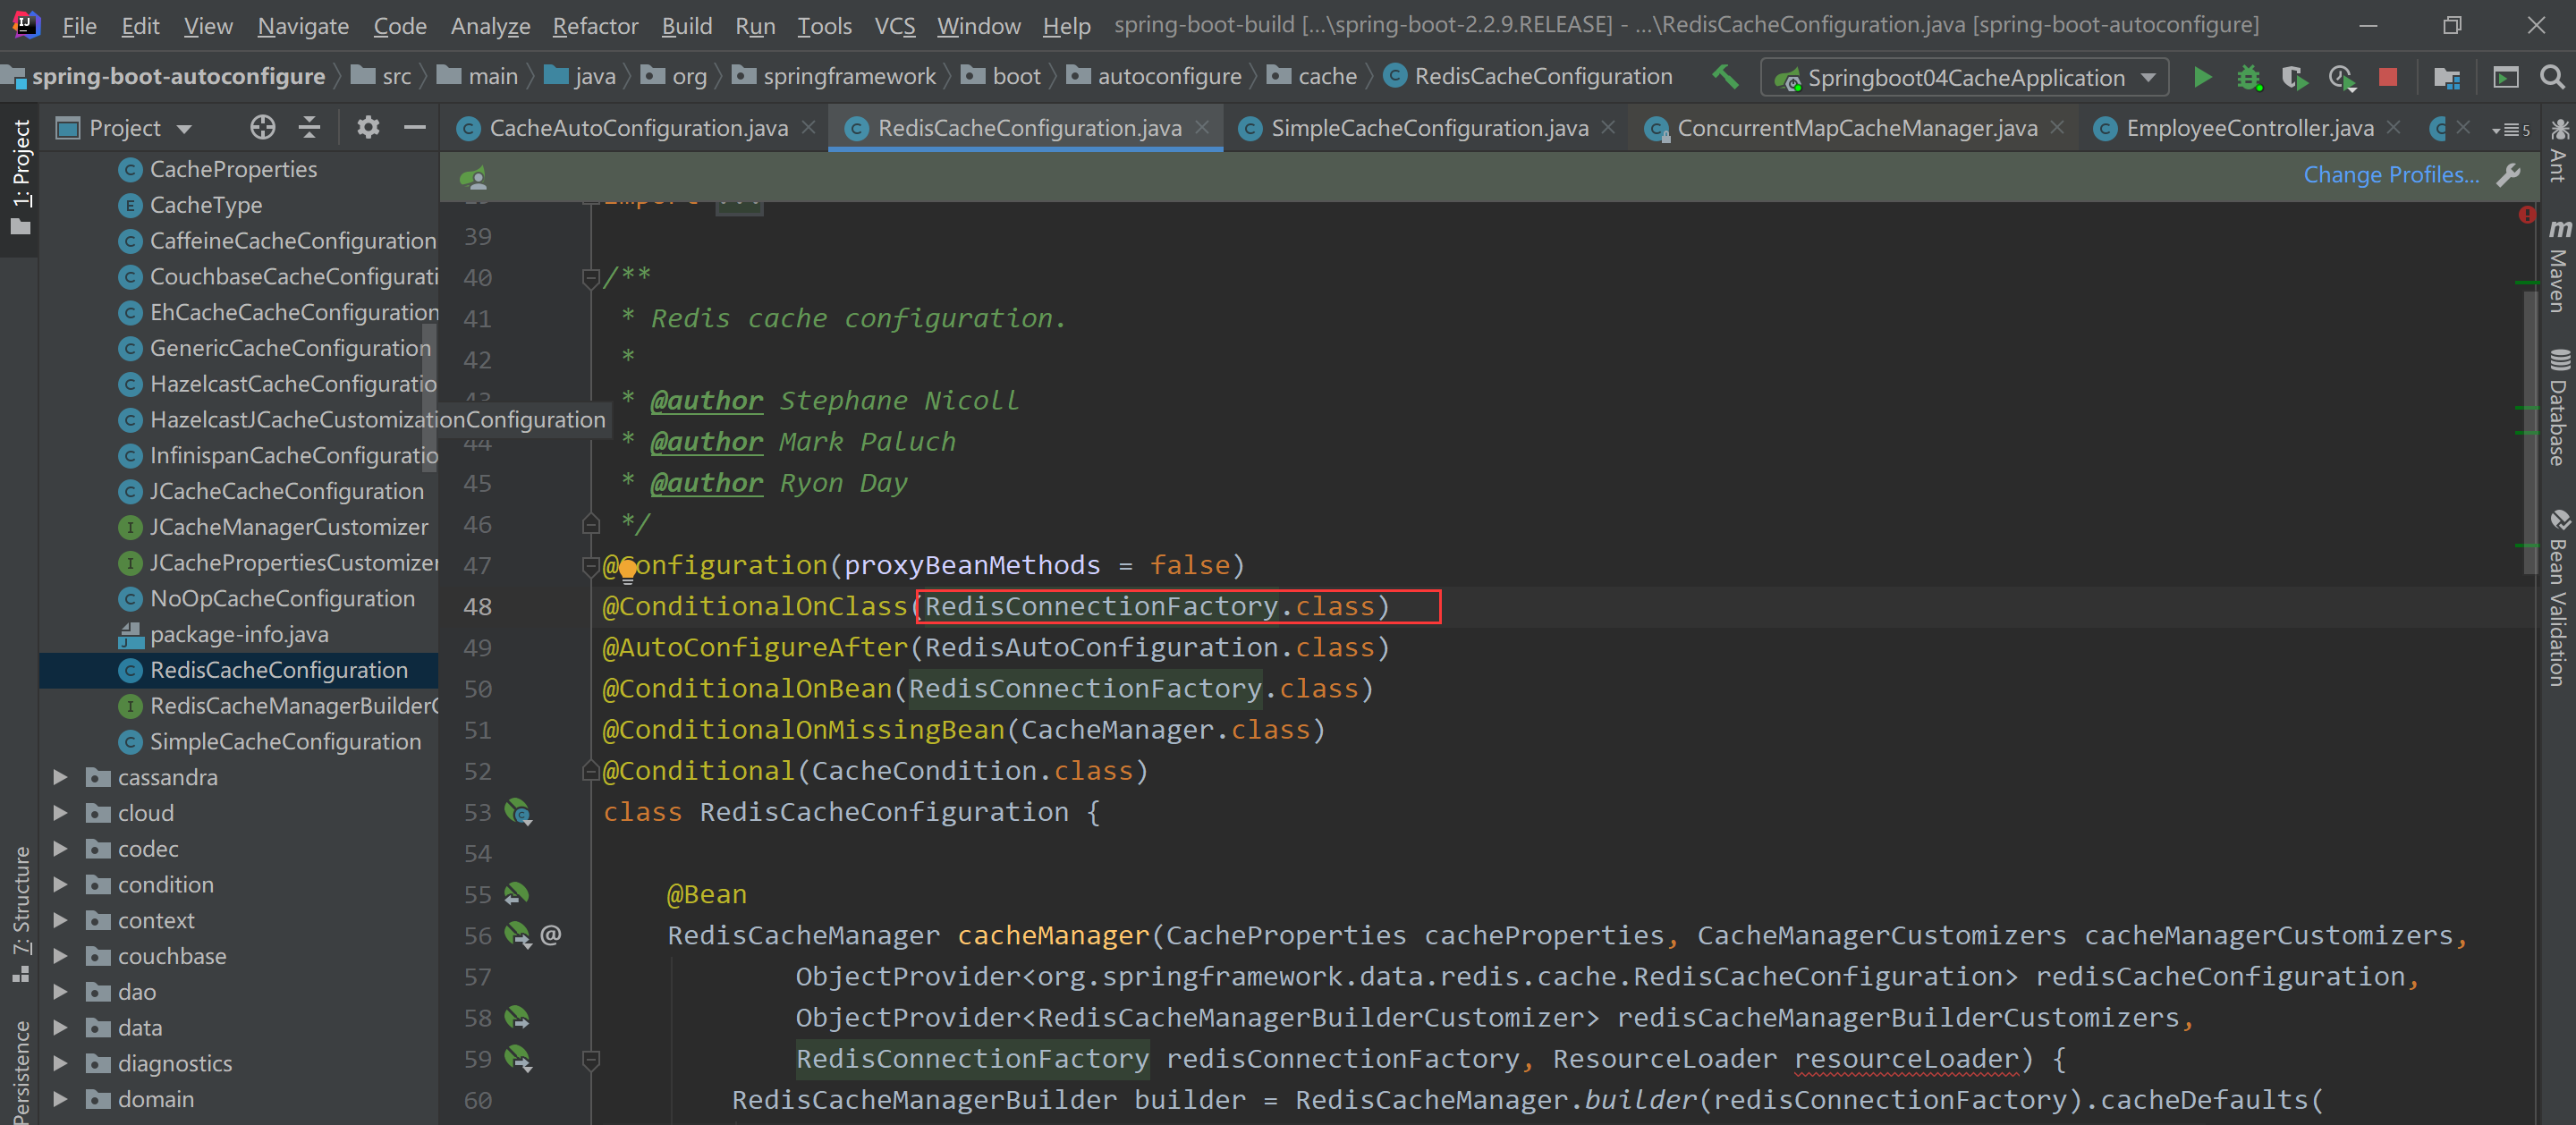 File Edit View Navigate Code Analyze Refactor Build Run Tools VCS Window Help spring-boot-build [...\spring-boot-2.2.9.RELEASE] - ...\RedisCacheConfiguration.java [spring-boot-autoconfigure]
spring-boot-autoconfigure src main java org springframework boot autoconfigure cache RedisCacheConfiguration Springboot04CacheApplication
Project CacheAutoConfiguration.java RedisCacheConfiguration.java SimpleCacheConfiguration.java ConcurrentMapCacheManager.java EmployeeController.java 5
Change Profiles...
1: Project
7: Structure
Persistence
CacheProperties
CacheType
CaffeineCacheConfiguration
CouchbaseCacheConfigurati
EhCacheCacheConfiguration
GenericCacheConfiguration
HazelcastCacheConfiguratio
HazelcastJCacheCustomizationConfiguration
InfinispanCacheConfiguratio
JCacheCacheConfiguration
JCacheManagerCustomizer
JCachePropertiesCustomizer
NoOpCacheConfiguration
package-info.java
RedisCacheConfiguration
RedisCacheManagerBuilderC
SimpleCacheConfiguration
cassandra
cloud
codec
condition
context
couchbase
dao
data
diagnostics
domain
import ...
39
40 /**
41 * Redis cache configuration.
42 *
43 * @author Stephane Nicoll
44 * @author Mark Paluch
45 * @author Ryon Day
46 */
47 @Configuration(proxyBeanMethods = false)
48 @ConditionalOnClass(RedisConnectionFactory.class)
49 @AutoConfigureAfter(RedisAutoConfiguration.class)
50 @ConditionalOnBean(RedisConnectionFactory.class)
51 @ConditionalOnMissingBean(CacheManager.class)
52 @Conditional(CacheCondition.class)
53 class RedisCacheConfiguration {
54
55 @Bean
56 @ RedisCacheManager cacheManager(CacheProperties cacheProperties, CacheManagerCustomizers cacheManagerCustomizers,
57 ObjectProvider<org.springframework.data.redis.cache.RedisCacheConfiguration> redisCacheConfiguration,
58 ObjectProvider<RedisCacheManagerBuilderCustomizer> redisCacheManagerBuilderCustomizers,
59 RedisConnectionFactory redisConnectionFactory, ResourceLoader resourceLoader) {
60 RedisCacheManagerBuilder builder = RedisCacheManager.builder(redisConnectionFactory).cacheDefaults(
Ant
Maven
Database
Bean Validation